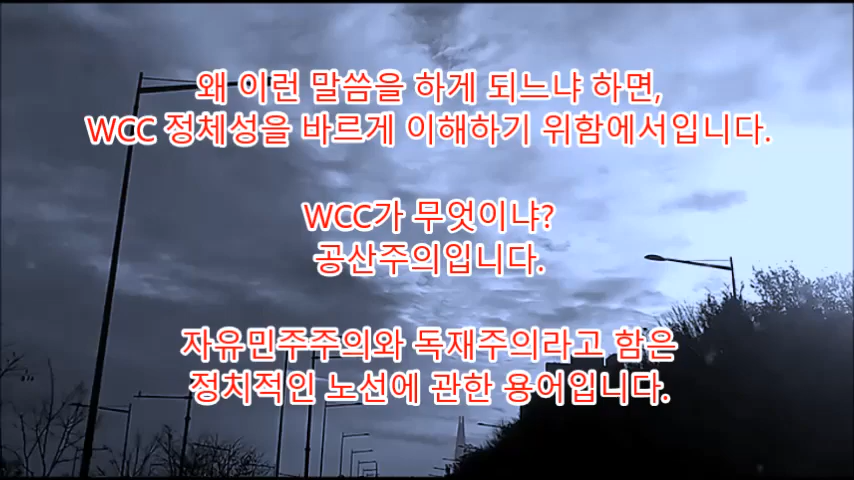 왜 이런 말씀을 하게 되느냐 하면,
WCC 정체성을 바르게 이해하기 위함에서입니다.
WCC가 무엇이냐?
공산주의입니다.
자유민주주의와 독재주의라고 함은
정치적인 노선에 관한 용어입니다.